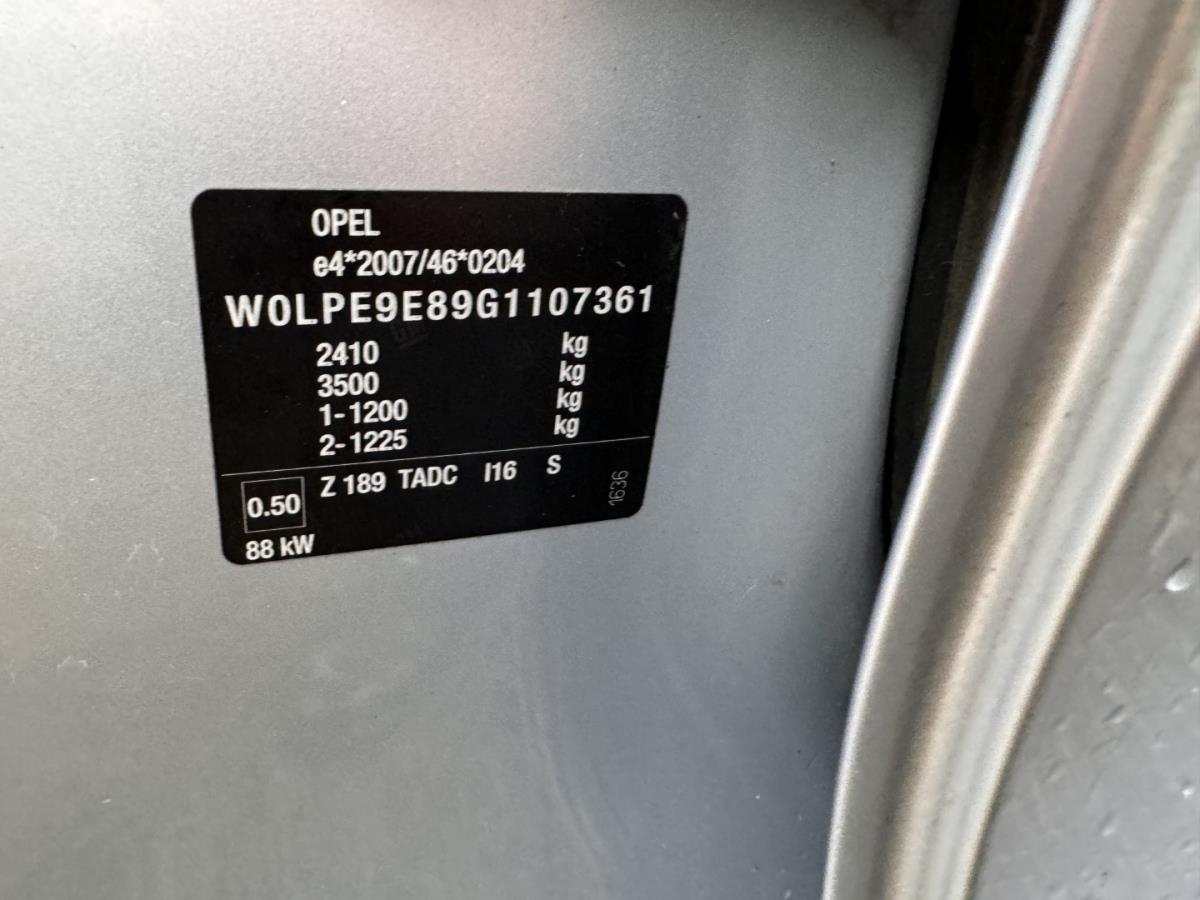 OPEL
e4*2007/46*0204
W0LPE9E89G1107361
2410 kg
3500 kg
1-1200 kg
2-1225 kg
0.50 Z 189 TADC I16 S
88 kW
1636